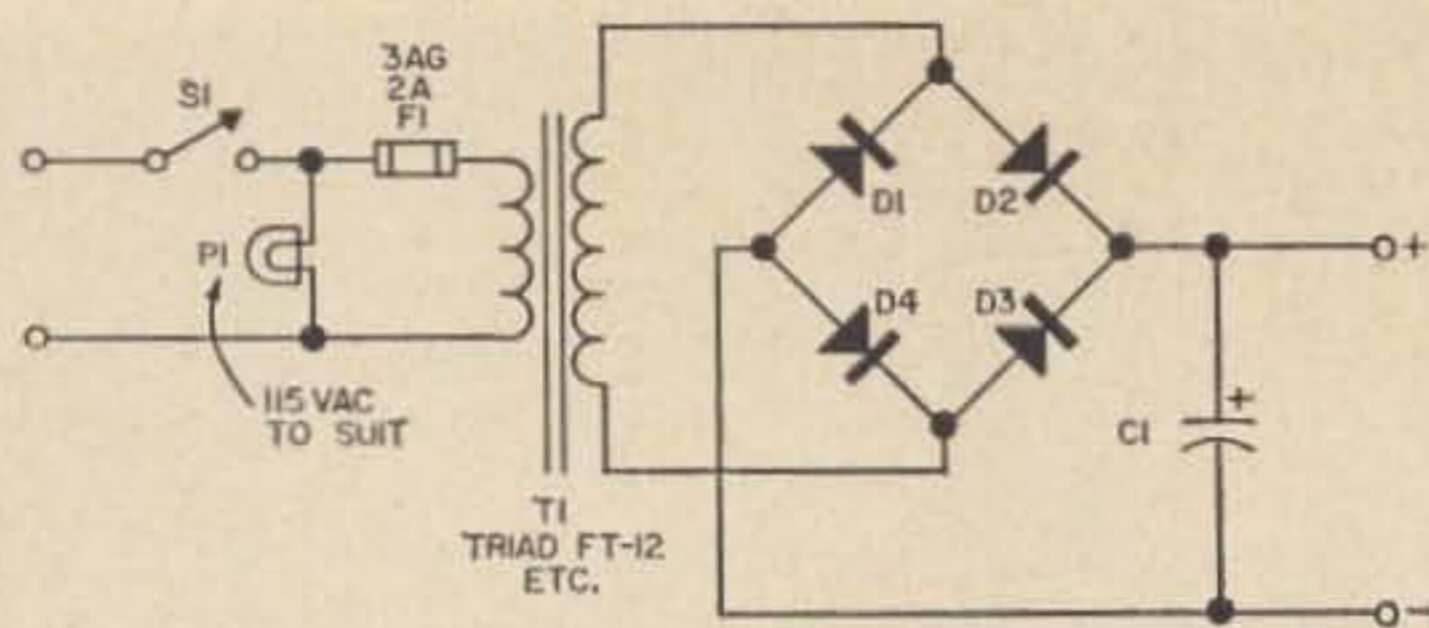 3AG
2A
F1
S1
P1
115 VAC
TO SUIT
T1
TRIAD FT-12
ETC.
D1
D2
D4
D3
C1
+
+
-